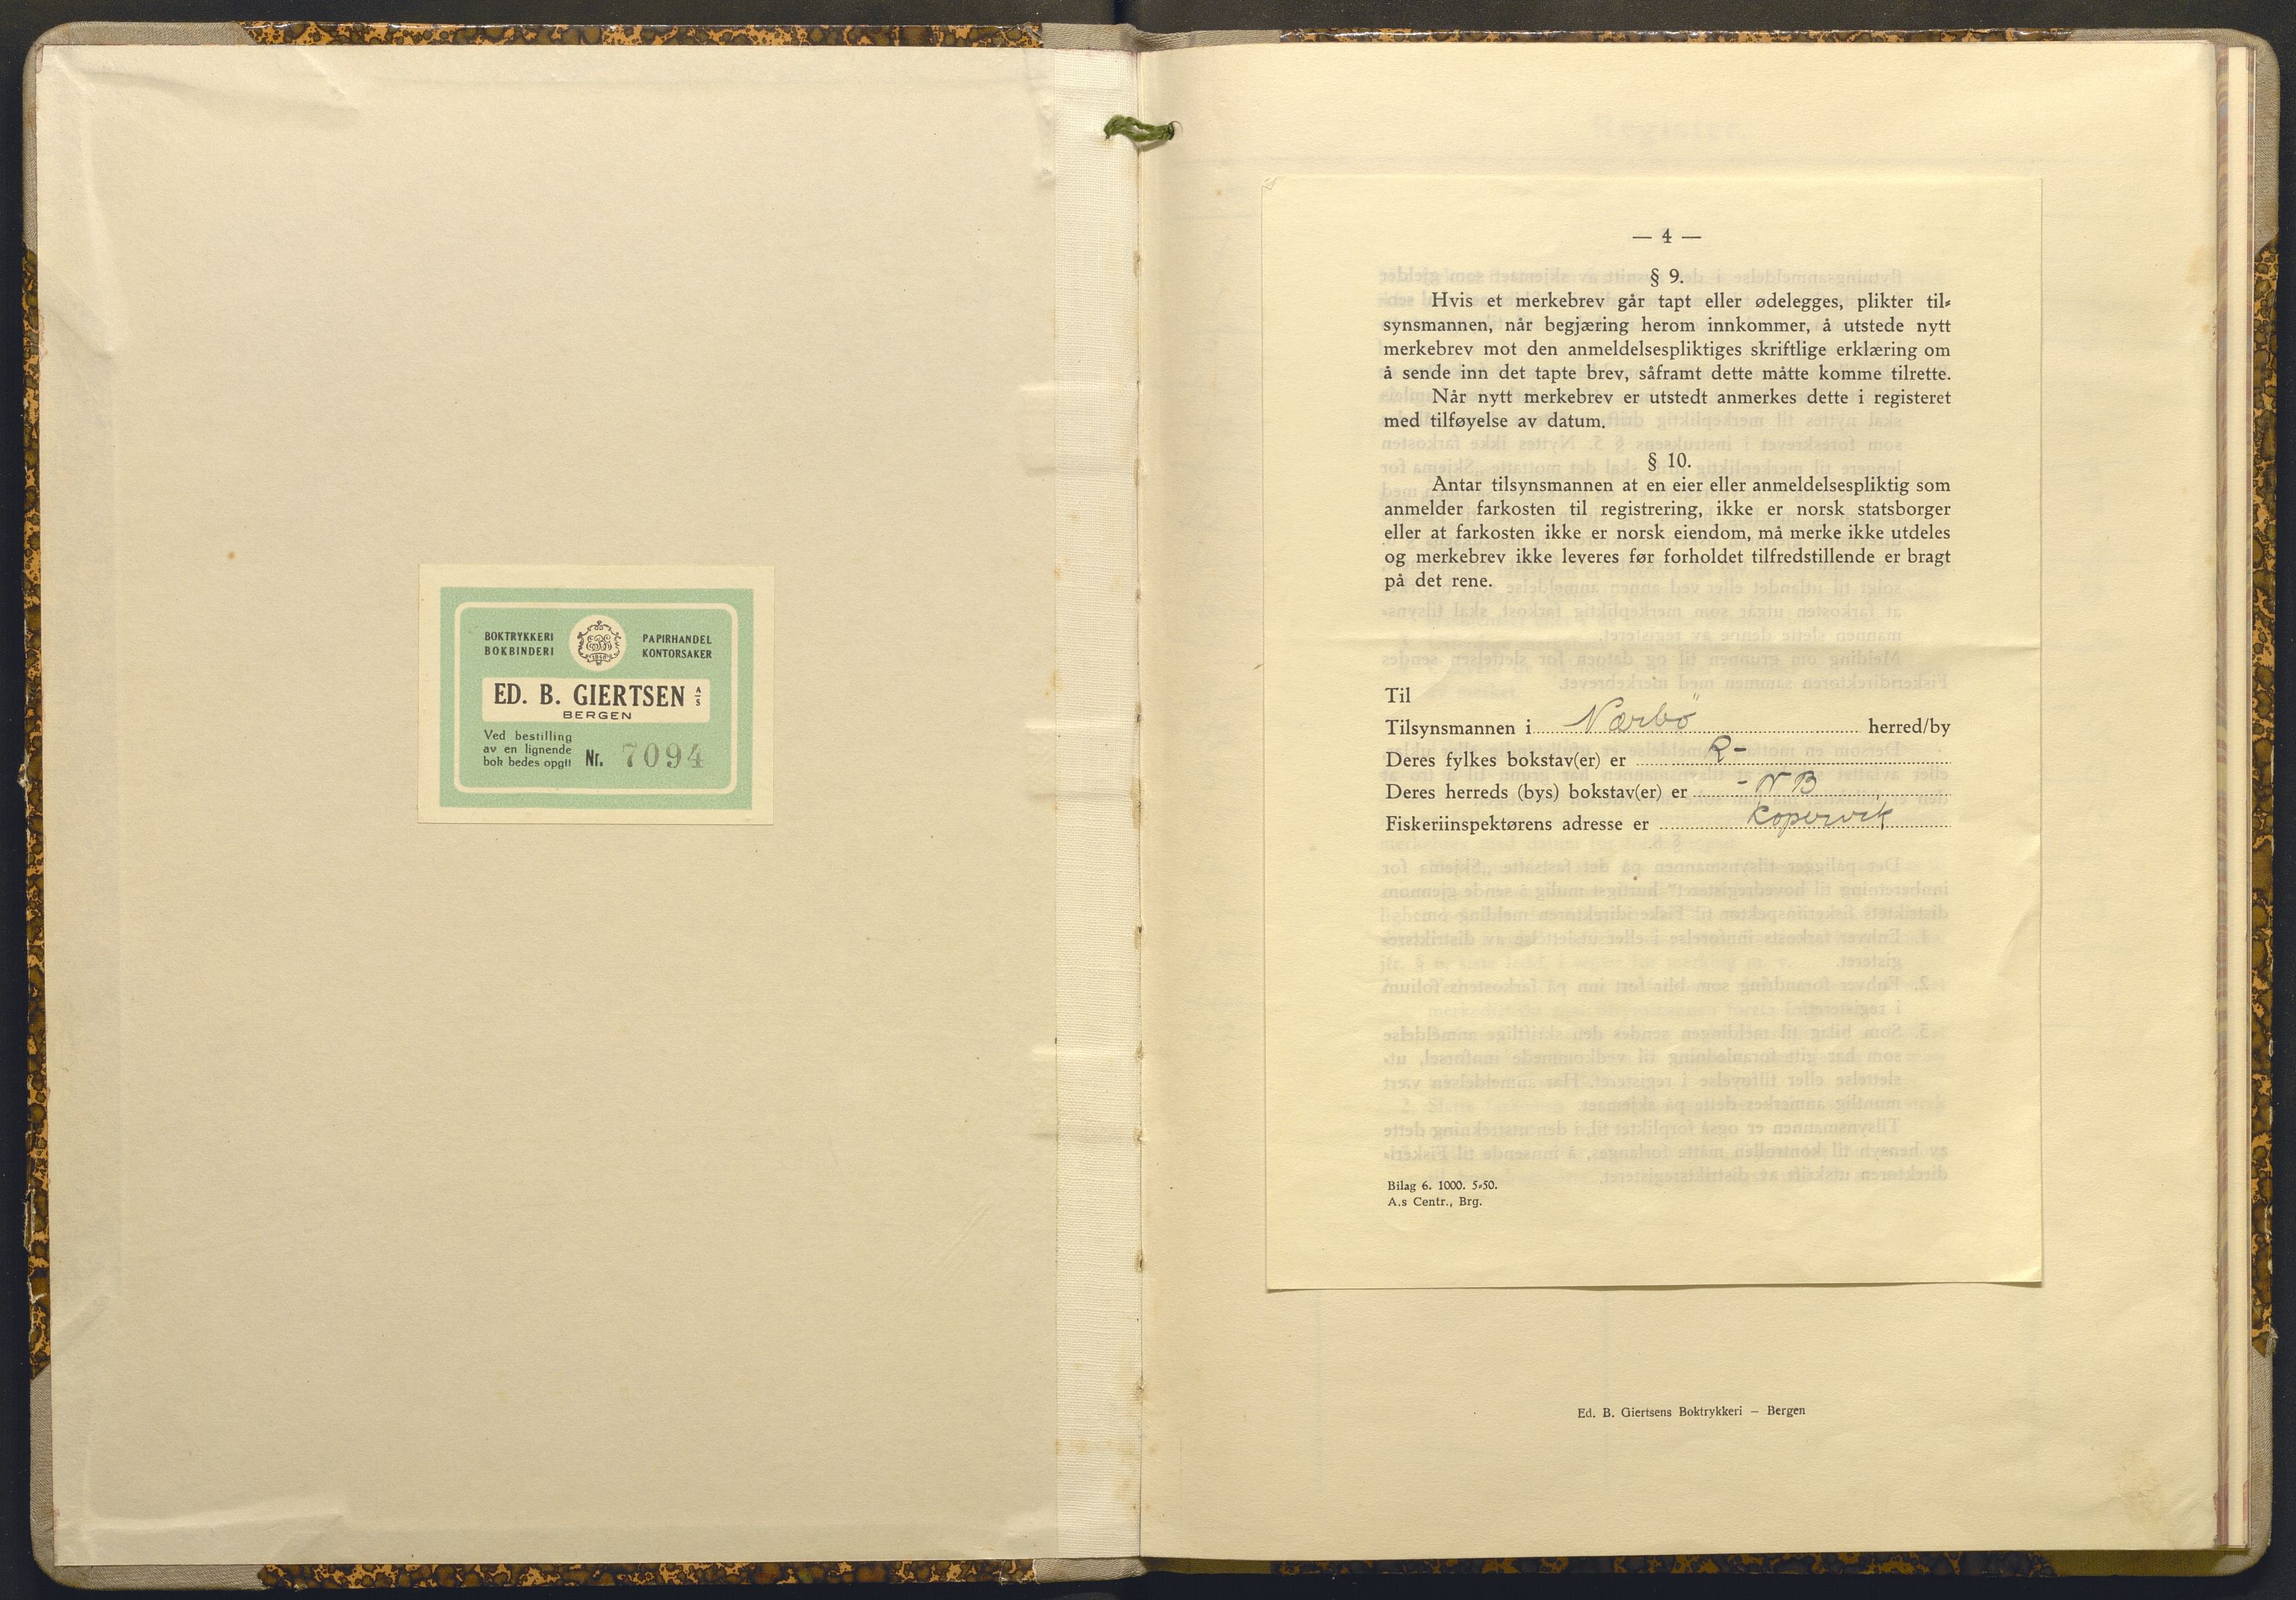 BOKTRYKKERI
BOKBINDERI
PAPIRHANDEL
KONTORSAKER
ED. B. GIERTSEN A/S
BERGEN
Ved bestilling
av en lignende
bok bedes opgit Nr. 7094
— 4 —
§ 9.
Hvis et merkebrev går tapt eller ødelegges, plikter til-
synsmannen, når begjæring herom innkommer, å utstede nytt
merkebrev mot den anmeldelsespliktiges skriftlige erklæring om
å sende inn det tapte brev, såframt dette måtte komme tilrette.
Når nytt merkebrev er utstedt anmerkes dette i registeret
med tilføyelse av datum.
§ 10.
Antar tilsynsmannen at en eier eller anmeldelsespliktig som
anmelder farkosten til registrering, ikke er norsk statsborger
eller at farkosten ikke er norsk eiendom, må merke ikke utdeles
og merkebrev ikke leveres før forholdet tilfredstillende er bragt
på det rene.
Til
Tilsynsmannen i Nærbö herred/by
Deres fylkes bokstav(er) er R-
Deres herreds (bys) bokstav(er) er -NB
Fiskeriinspektørens adresse er Kopervik
Bilag 6. 1000. 5-50.
A.s Centr., Brg.
Ed. B. Giertsens Boktrykkeri — Bergen